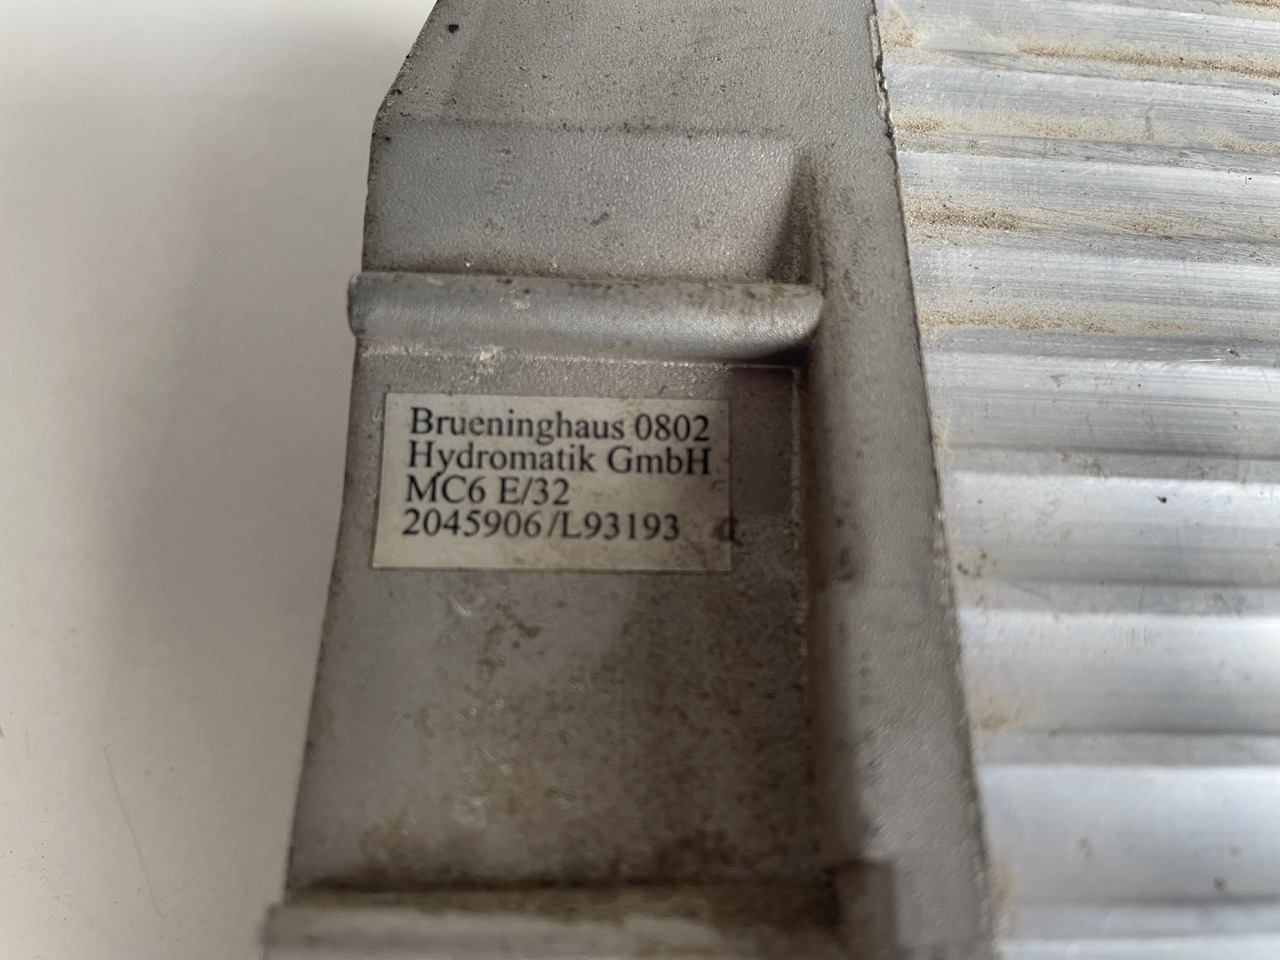 Brueninghaus 0802
Hydromatik GmbH
MC6 E/32
2045906/L93193